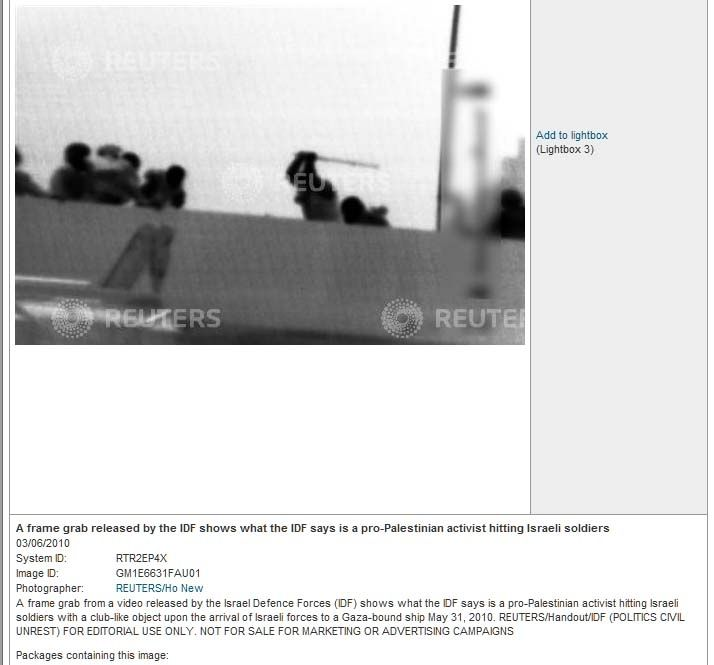 REUTERS
REUTERS
REUTERS
REUTE
Add to lightbox
(Lightbox 3)
A frame grab released by the IDF shows what the IDF says is a pro-Palestinian activist hitting Israeli soldiers
03/06/2010
System ID: RTR2EP4X
Image ID: GM1E6631FAU01
Photographer: REUTERS/Ho New
A frame grab from a video released by the Israel Defence Forces (IDF) shows what the IDF says is a pro-Palestinian activist hitting Israeli
soldiers with a club-like object upon the arrival of Israeli forces to a Gaza-bound ship May 31, 2010. REUTERS/Handout/IDF (POLITICS CIVIL
UNREST) FOR EDITORIAL USE ONLY. NOT FOR SALE FOR MARKETING OR ADVERTISING CAMPAIGNS
Packages containing this image: